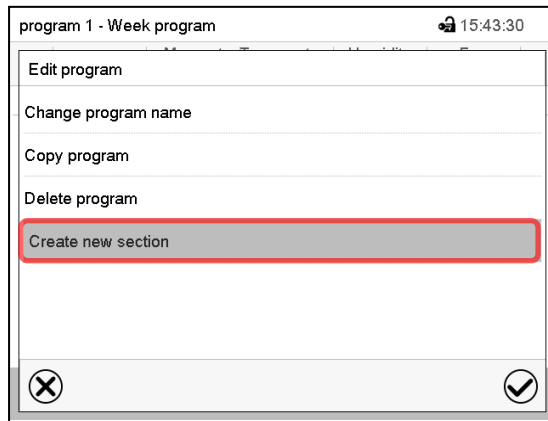 program 1 - Week program 15:43:30
Edit program
Change program name
Copy program
Delete program
Create new section